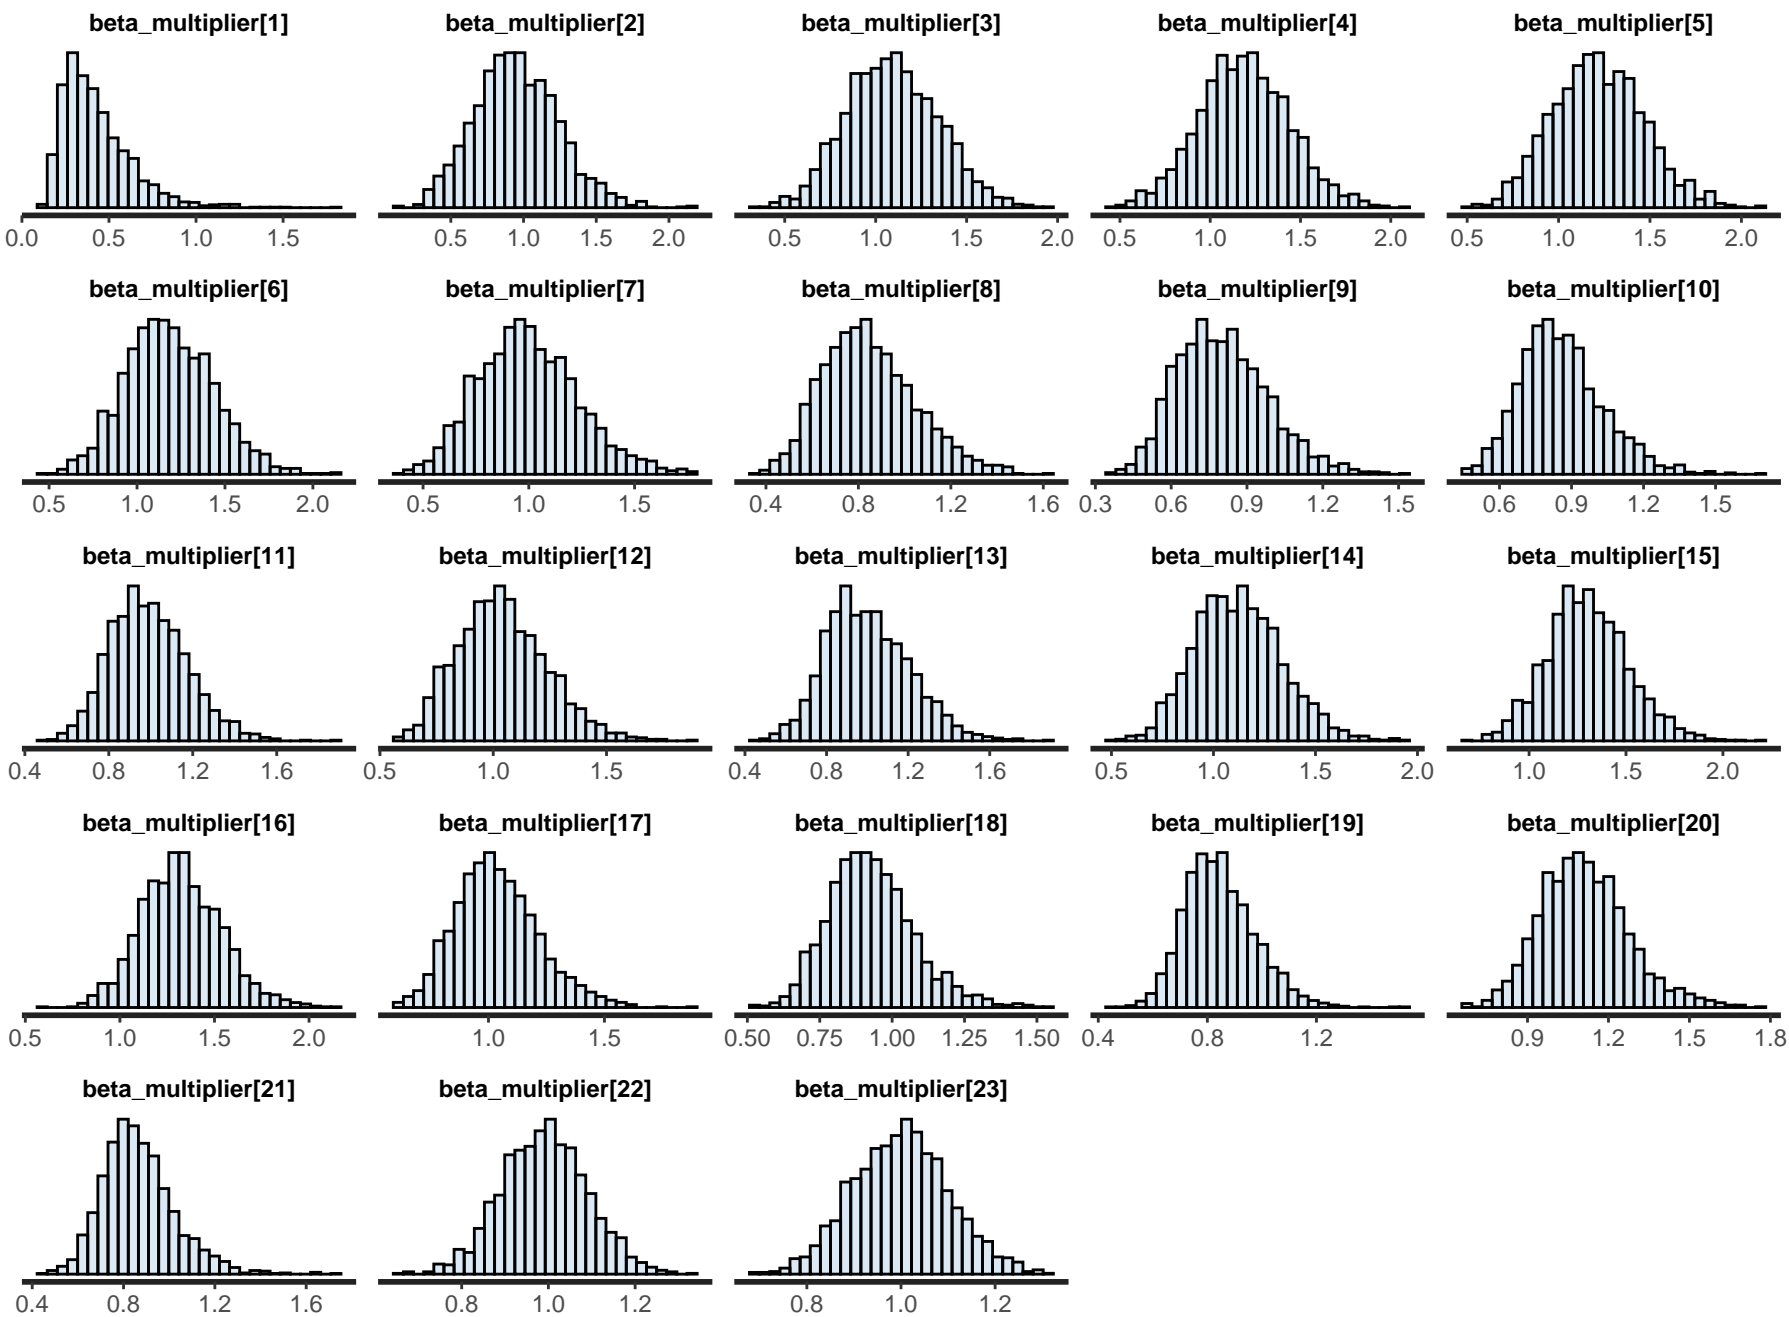 beta_multiplier[1] beta_multiplier[2] beta_multiplier[3] beta_multiplier[4] beta_multiplier[5]
0.0 0.5 1.0 1.5 0.5 1.0 1.5 2.0 0.5 1.0 1.5 2.0 0.5 1.0 1.5 2.0 0.5 1.0 1.5 2.0
beta_multiplier[6] beta_multiplier[7] beta_multiplier[8] beta_multiplier[9] beta_multiplier[10]
0.5 1.0 1.5 2.0 0.5 1.0 1.5 0.4 0.8 1.2 1.6 0.3 0.6 0.9 1.2 1.5 0.6 0.9 1.2 1.5
beta_multiplier[11] beta_multiplier[12] beta_multiplier[13] beta_multiplier[14] beta_multiplier[15]
0.4 0.8 1.2 1.6 0.5 1.0 1.5 0.4 0.8 1.2 1.6 0.5 1.0 1.5 2.0 1.0 1.5 2.0
beta_multiplier[16] beta_multiplier[17] beta_multiplier[18] beta_multiplier[19] beta_multiplier[20]
0.5 1.0 1.5 2.0 1.0 1.5 0.50 0.75 1.00 1.25 1.50 0.4 0.8 1.2 0.9 1.2 1.5 1.8
beta_multiplier[21] beta_multiplier[22] beta_multiplier[23]
0.4 0.8 1.2 1.6 0.8 1.0 1.2 0.8 1.0 1.2